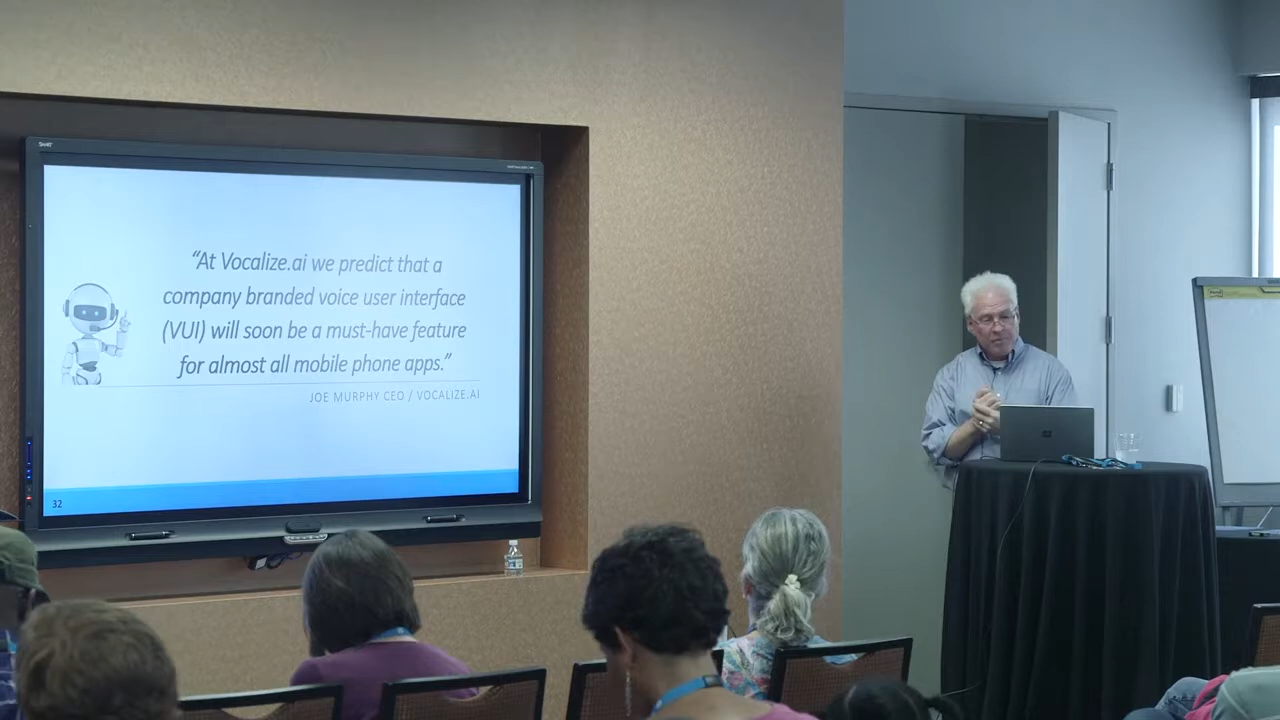 SMART
“At Vocalize.ai we predict that a
company branded voice user interface
(VUI) will soon be a must-have feature
for almost all mobile phone apps.”
JOE MURPHY CEO / VOCALIZE.AI
32